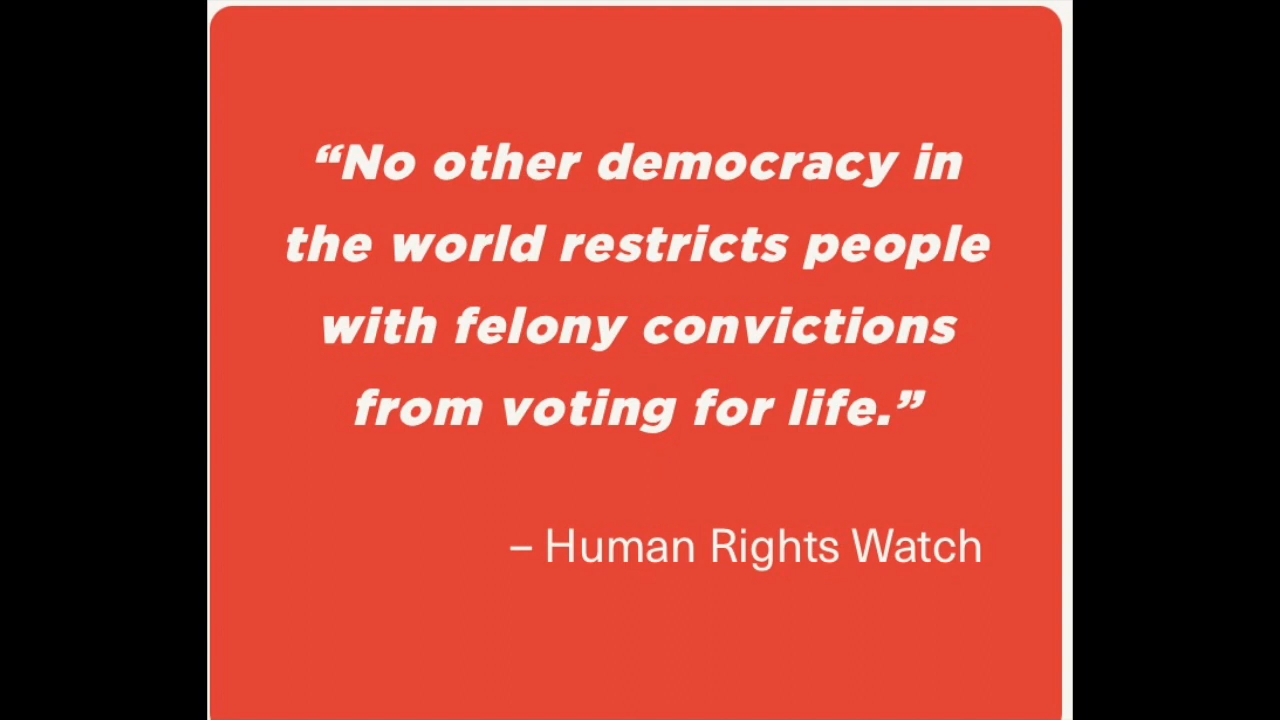 “No other democracy in
the world restricts people
with felony convictions
from voting for life.”
– Human Rights Watch